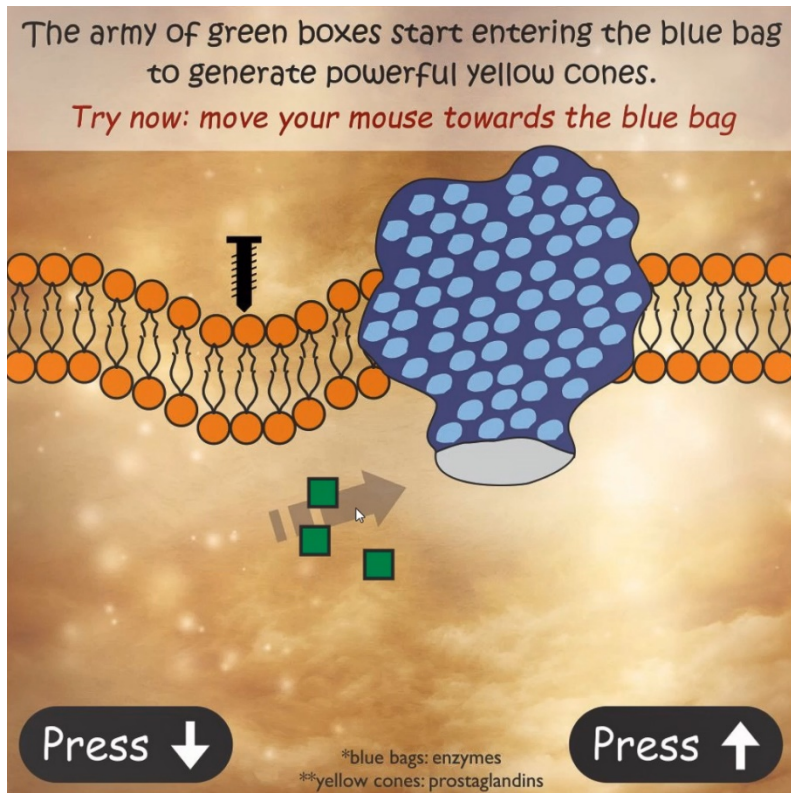 The army of green boxes start entering the blue bag
to generate powerful yellow cones.
Try now: move your mouse towards the blue bag
Press ↓
Press ↑
*blue bags: enzymes
**yellow cones: prostaglandins